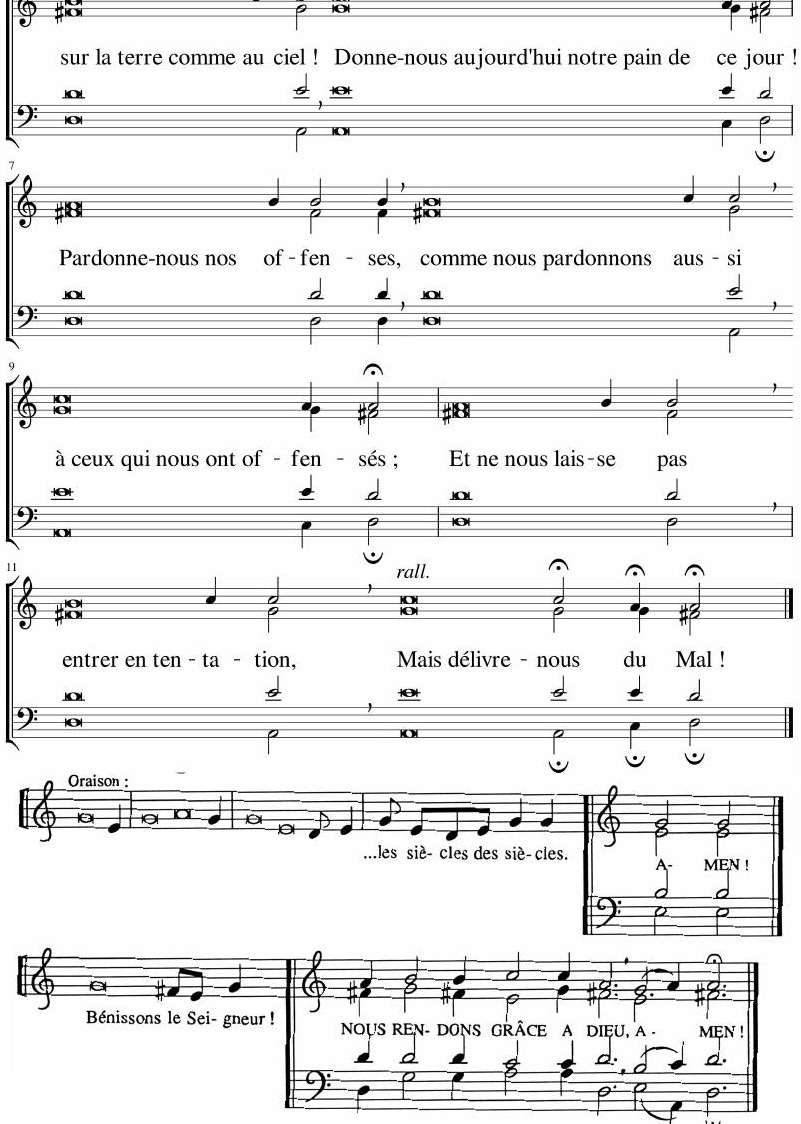 sur la terre comme au ciel ! Donne-nous aujourd'hui notre pain de ce jour !
7
Pardonne-nous nos of - fen - ses, comme nous pardonnons aus - si
9
à ceux qui nous ont of - fen - sés ; Et ne nous lais-se pas
11
rall.
entrer en ten - ta - tion, Mais délivre - nous du Mal !
Oraison :
...les siè- cles des siè- cles.
A- MEN !
Bénissons le Sei- gneur !
NOUS REN- DONS GRÂCE A DIEU, A - MEN !